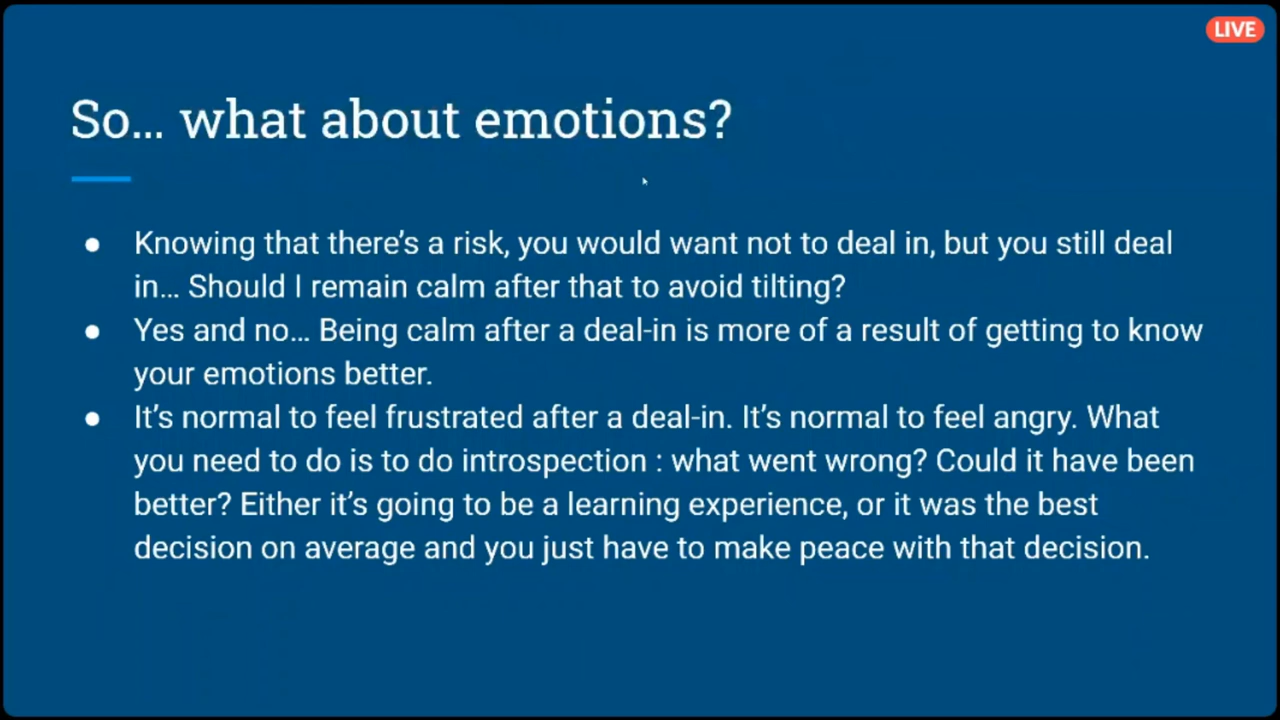 LIVE
So... what about emotions?
● Knowing that there's a risk, you would want not to deal in, but you still deal
in... Should I remain calm after that to avoid tilting?
● Yes and no... Being calm after a deal-in is more of a result of getting to know
your emotions better.
● It's normal to feel frustrated after a deal-in. It's normal to feel angry. What
you need to do is to do introspection : what went wrong? Could it have been
better? Either it's going to be a learning experience, or it was the best
decision on average and you just have to make peace with that decision.